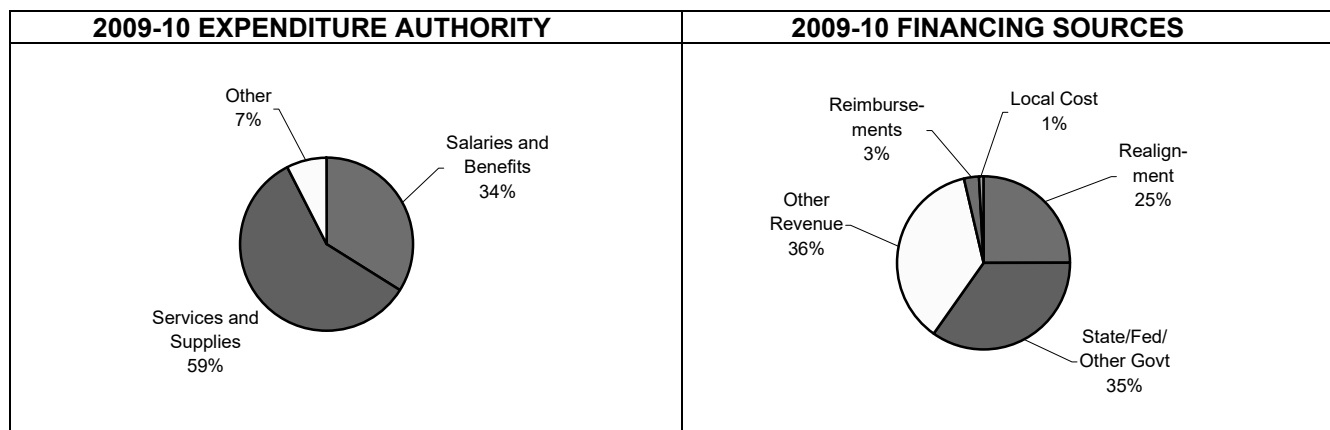 2009-10 EXPENDITURE AUTHORITY
Other
7%
Salaries and
Benefits
34%
Services and
Supplies
59%
2009-10 FINANCING SOURCES
Reimburse-
ments
3%
Local Cost
1%
Realign-
ment
25%
Other
Revenue
36%
State/Fed/
Other Govt
35%